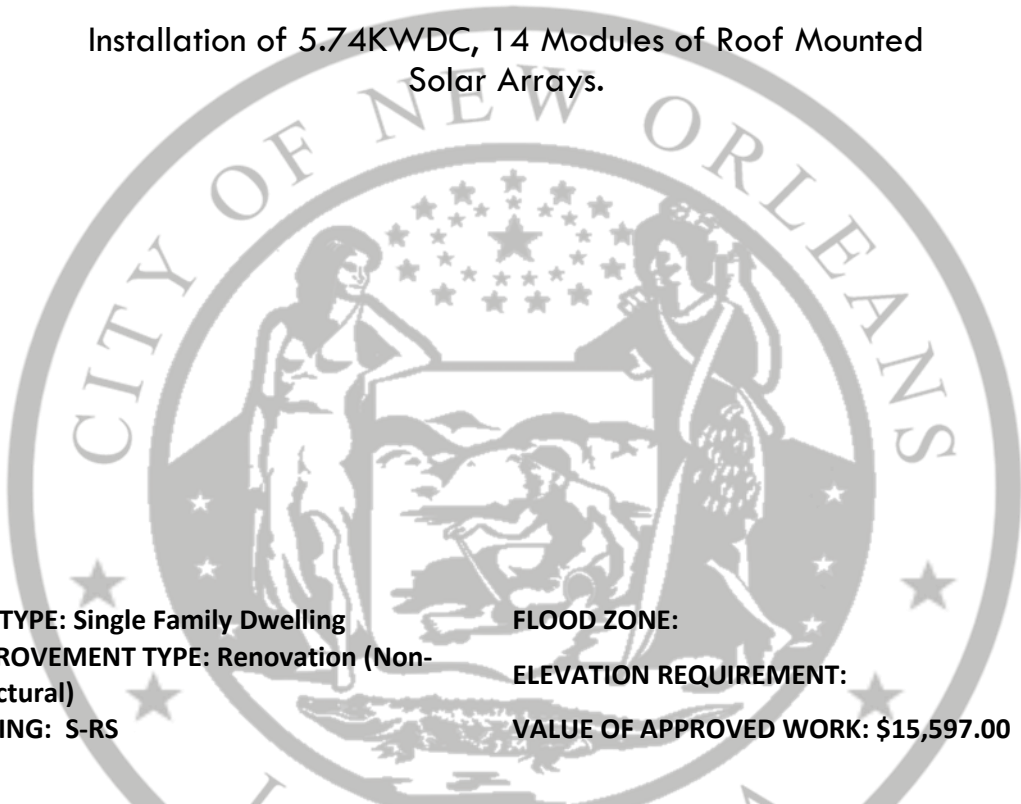 Installation of 5.74KWDC, 14 Modules of Roof Mounted
Solar Arrays.
CITY OF NEW ORLEANS
TYPE: Single Family Dwelling
ROVEMENT TYPE: Renovation (Non-
ctural)
ING: S-RS
FLOOD ZONE:
ELEVATION REQUIREMENT:
VALUE OF APPROVED WORK: $15,597.00